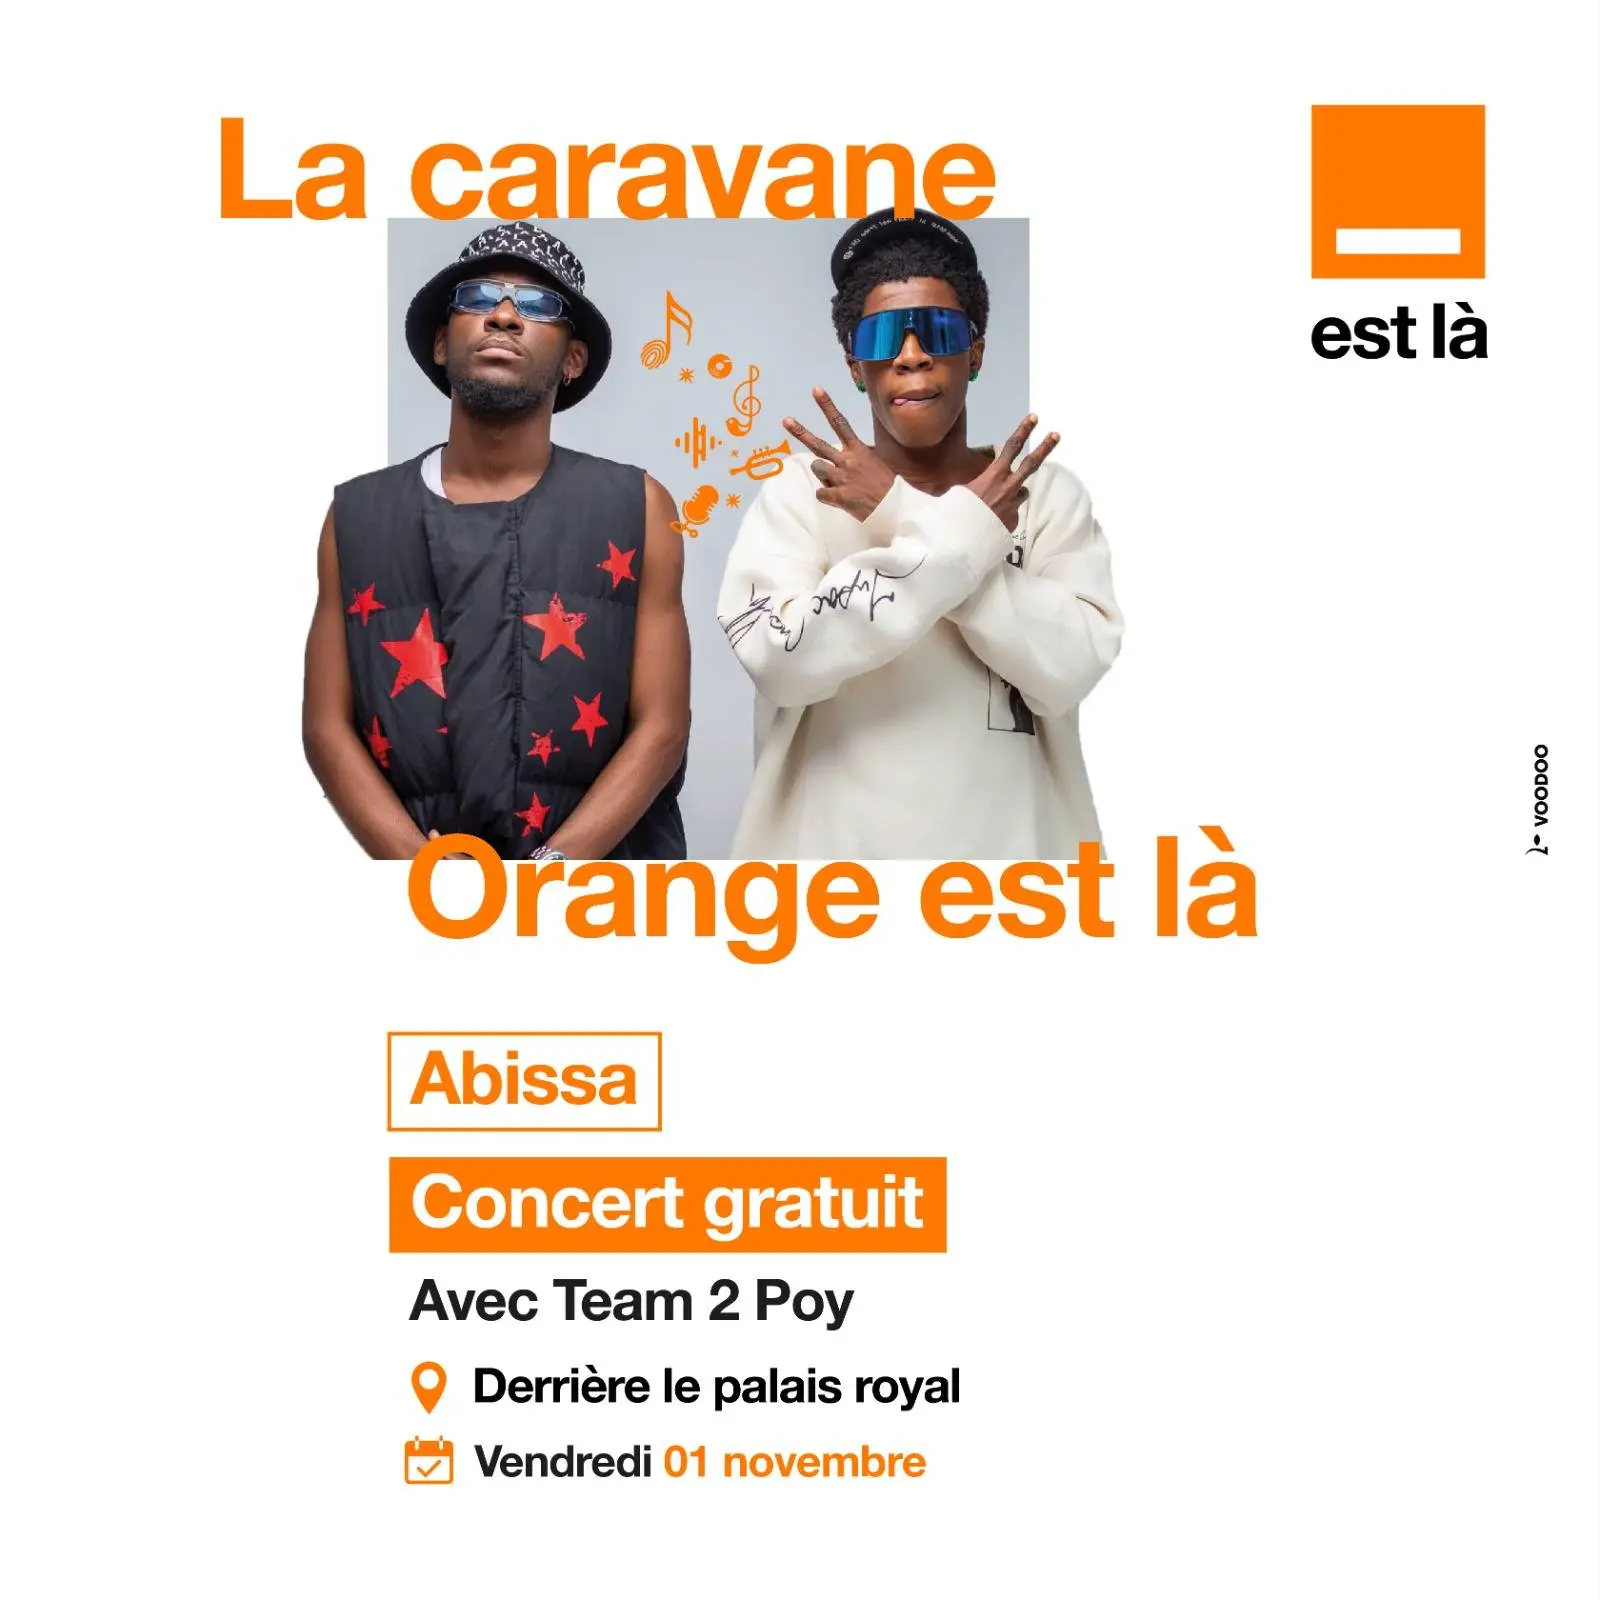 La caravane
est là
Orange est là
VOODOO
Abissa
Concert gratuit
Avec Team 2 Poy
Derrière le palais royal
Vendredi 01 novembre